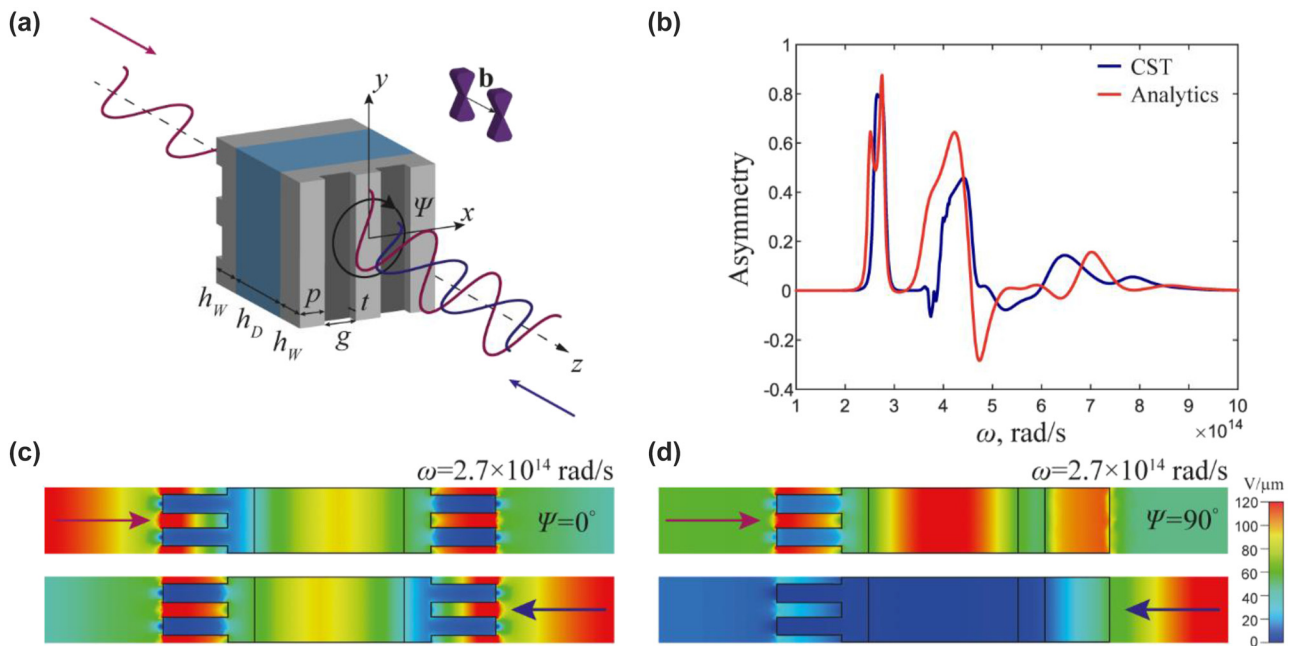 (a)
b
y
x
Ψ
z
h_W
h_D
h_W
p
g
t
(b)
Asymmetry
1
0.8
0.6
0.4
0.2
0
-0.2
-0.4
CST
Analytics
1 2 3 4 5 6 7 8 9 10
ω, rad/s
×10^14
(c)
ω=2.7×10^14 rad/s
Ψ=0°
(d)
ω=2.7×10^14 rad/s
Ψ=90°
V/μm
120
100
80
60
40
20
0